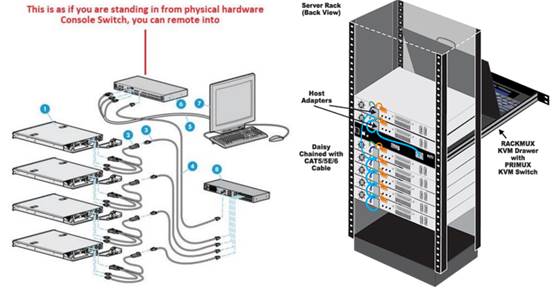 This is as if you are standing in from physical hardware
Console Switch, you can remote into
1
2
3
4
5
6
7
8
Server Rack
(Back View)
Host
Adapters
Daisy
Chained with
CAT5/5E/6
Cable
RACKMUX
KVM Drawer
with
PRIMUX
KVM Switch